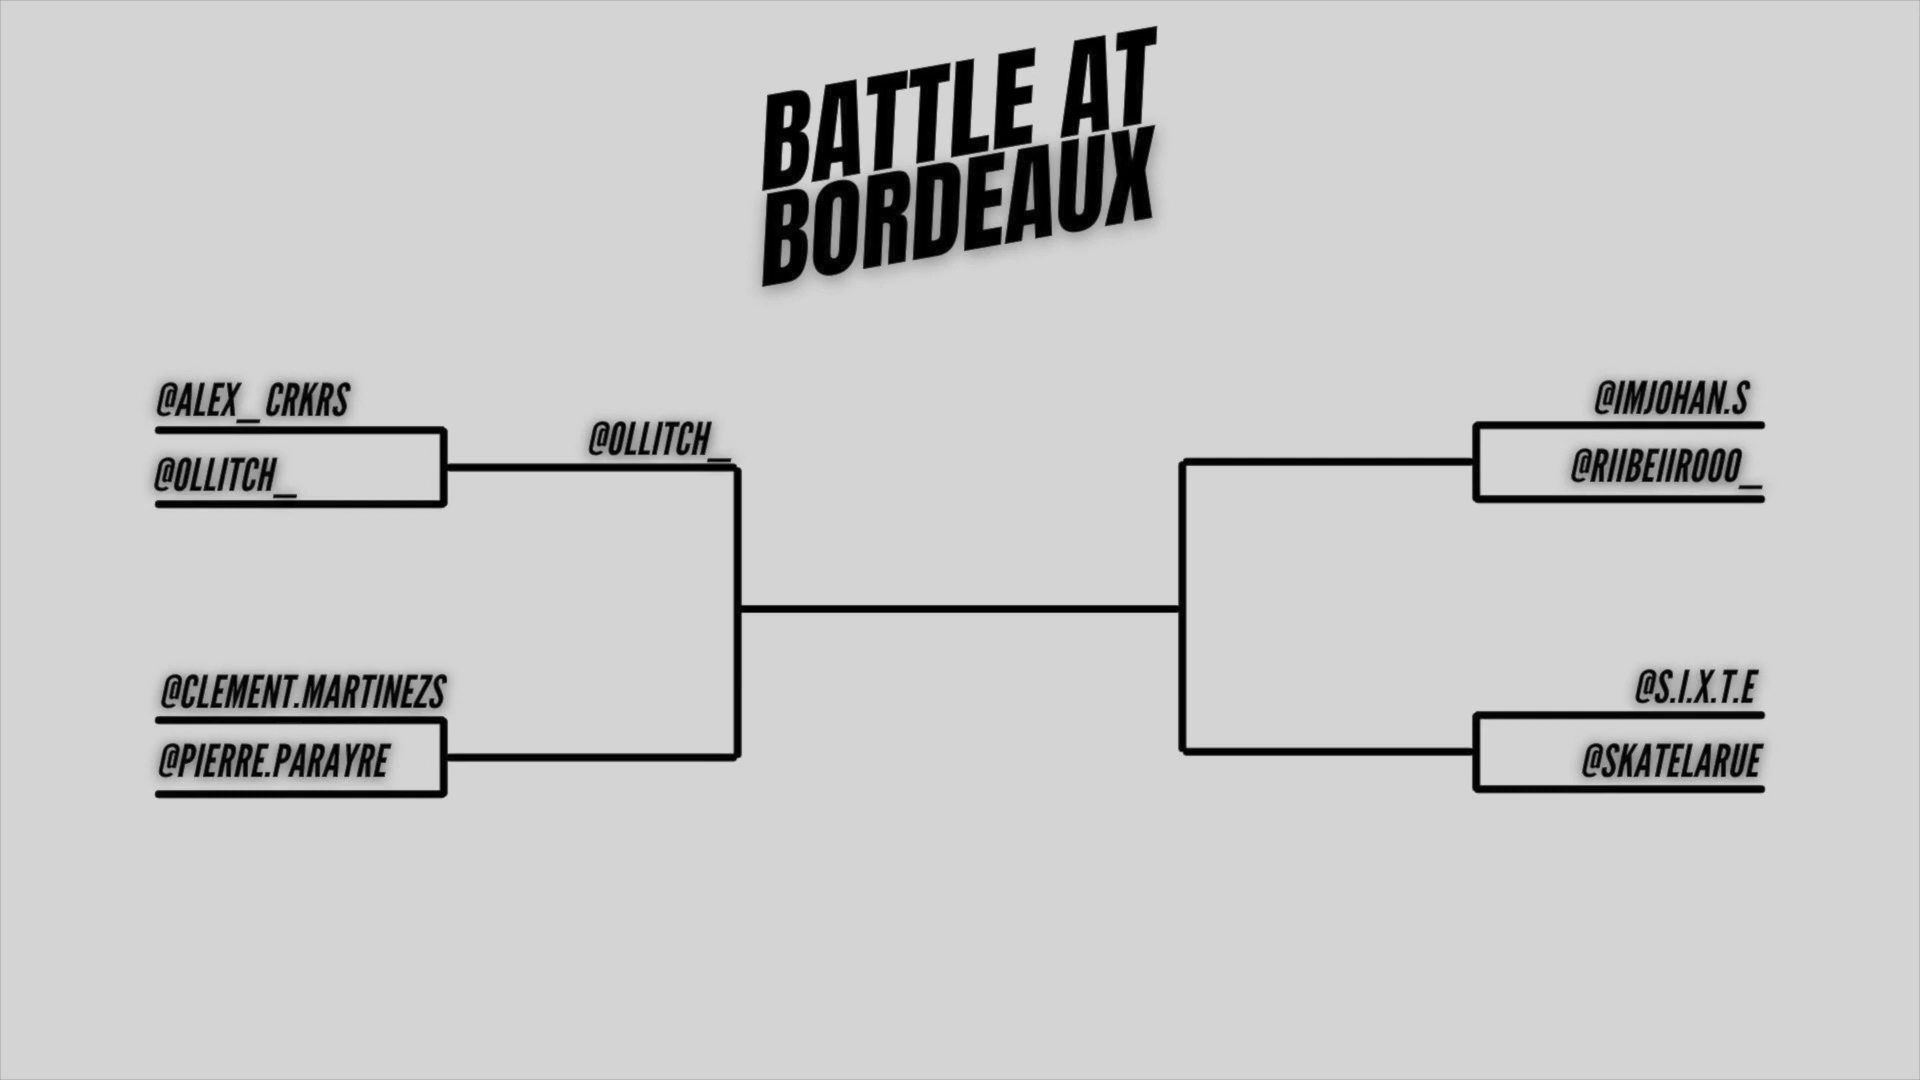 BATTLE AT
BORDEAUX
@ALEX_CRKRS
@OLLITCH_
@OLLITCH_
@CLEMENT.MARTINEZS
@PIERRE.PARAYRE
@IMJOHAN.S
@RIIBEIIROOO_
@S.I.X.T.E
@SKATELARUE